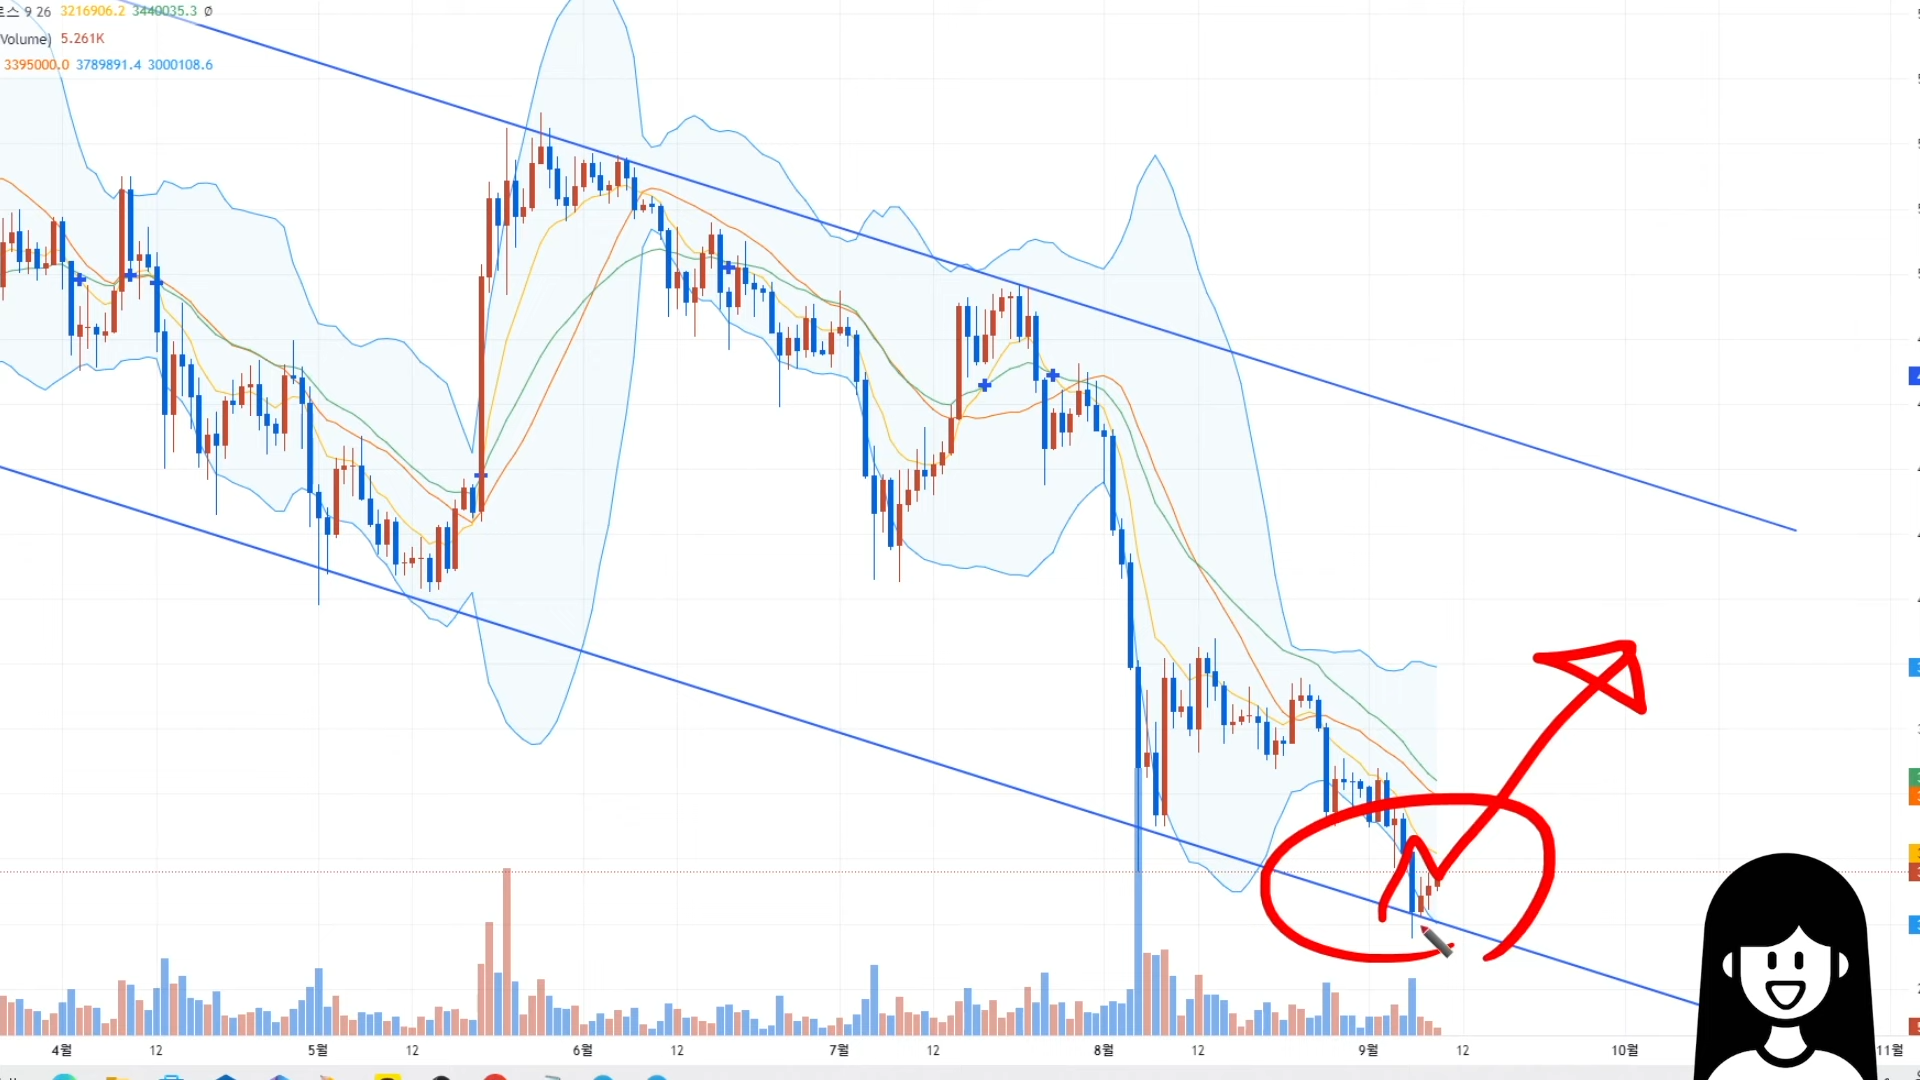 로스 9 26 3216906.2 3440035.3 Ø
Volume) 5.261K
3395000.0 3789891.4 3000108.6
4월 12 5월 12 6월 12 7월 12 8월 12 9월 12 10월 11월